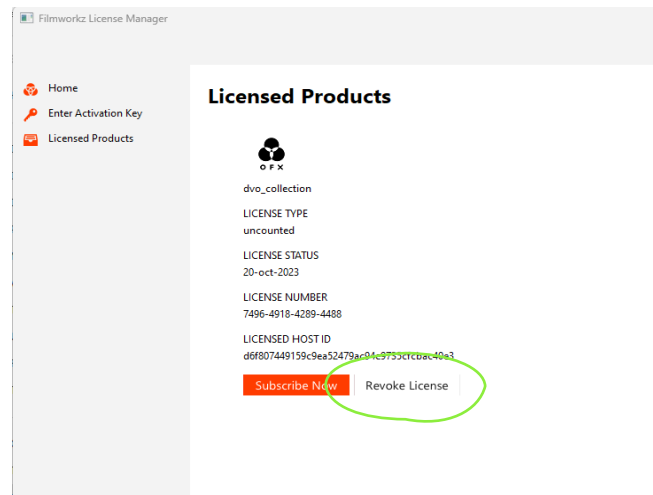 Filmworkz License Manager
Home
Enter Activation Key
Licensed Products
Licensed Products
OFX
dvo_collection
LICENSE TYPE
uncounted
LICENSE STATUS
20-oct-2023
LICENSE NUMBER
7496-4918-4289-4488
LICENSED HOST ID
Subscribe Now
Revoke License